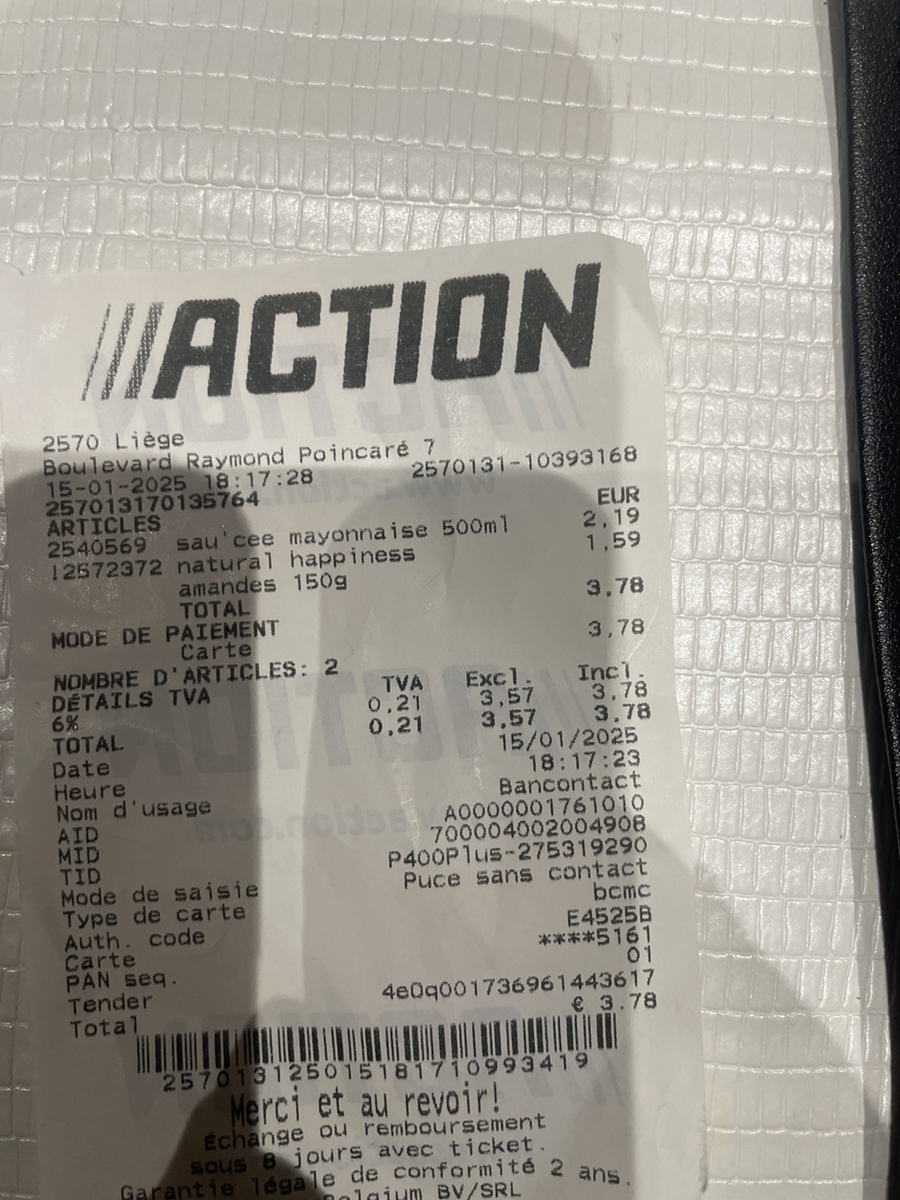 ACTION
2570 Liège
Boulevard Raymond Poincaré 7
15-01-2025 18:17:28 2570131-10393168
257013170135764
ARTICLES EUR
2540569 sau'cee mayonnaise 500ml 2,19
!2572372 natural happiness 1,59
amandes 150g
TOTAL 3,78
MODE DE PAIEMENT
Carte 3,78
NOMBRE D'ARTICLES: 2
DÉTAILS TVA TVA Excl. Incl.
6% 0,21 3,57 3,78
TOTAL 0,21 3,57 3,78
Date 15/01/2025
Heure 18:17:23
Nom d'usage Bancontact
AID A0000001761010
MID 700004002004908
TID P400Plus-275319290
Mode de saisie Puce sans contact
Type de carte bcmc
Auth. code E4525B
Carte ****5161
PAN seq. 01
Tender 4e0q001736961443617
Total € 3.78
257013125015181710993419
Merci et au revoir!
Échange ou remboursement
sous 8 jours avec ticket.
Garantie légale de conformité 2 ans.
BV/SRL